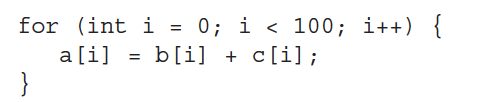 for (int i = 0; i < 100; i++) {
    a[i] = b[i] + c[i];
}